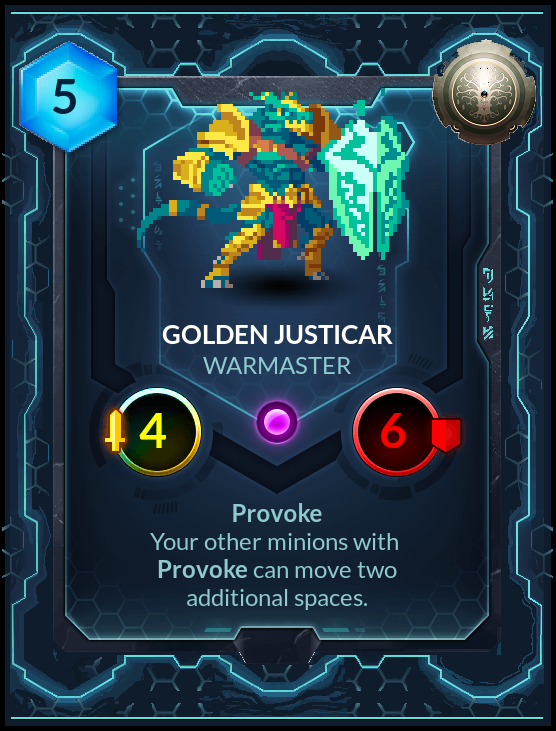 5
GOLDEN JUSTICAR
WARMASTER
4
6
Provoke
Your other minions with
Provoke can move two
additional spaces.